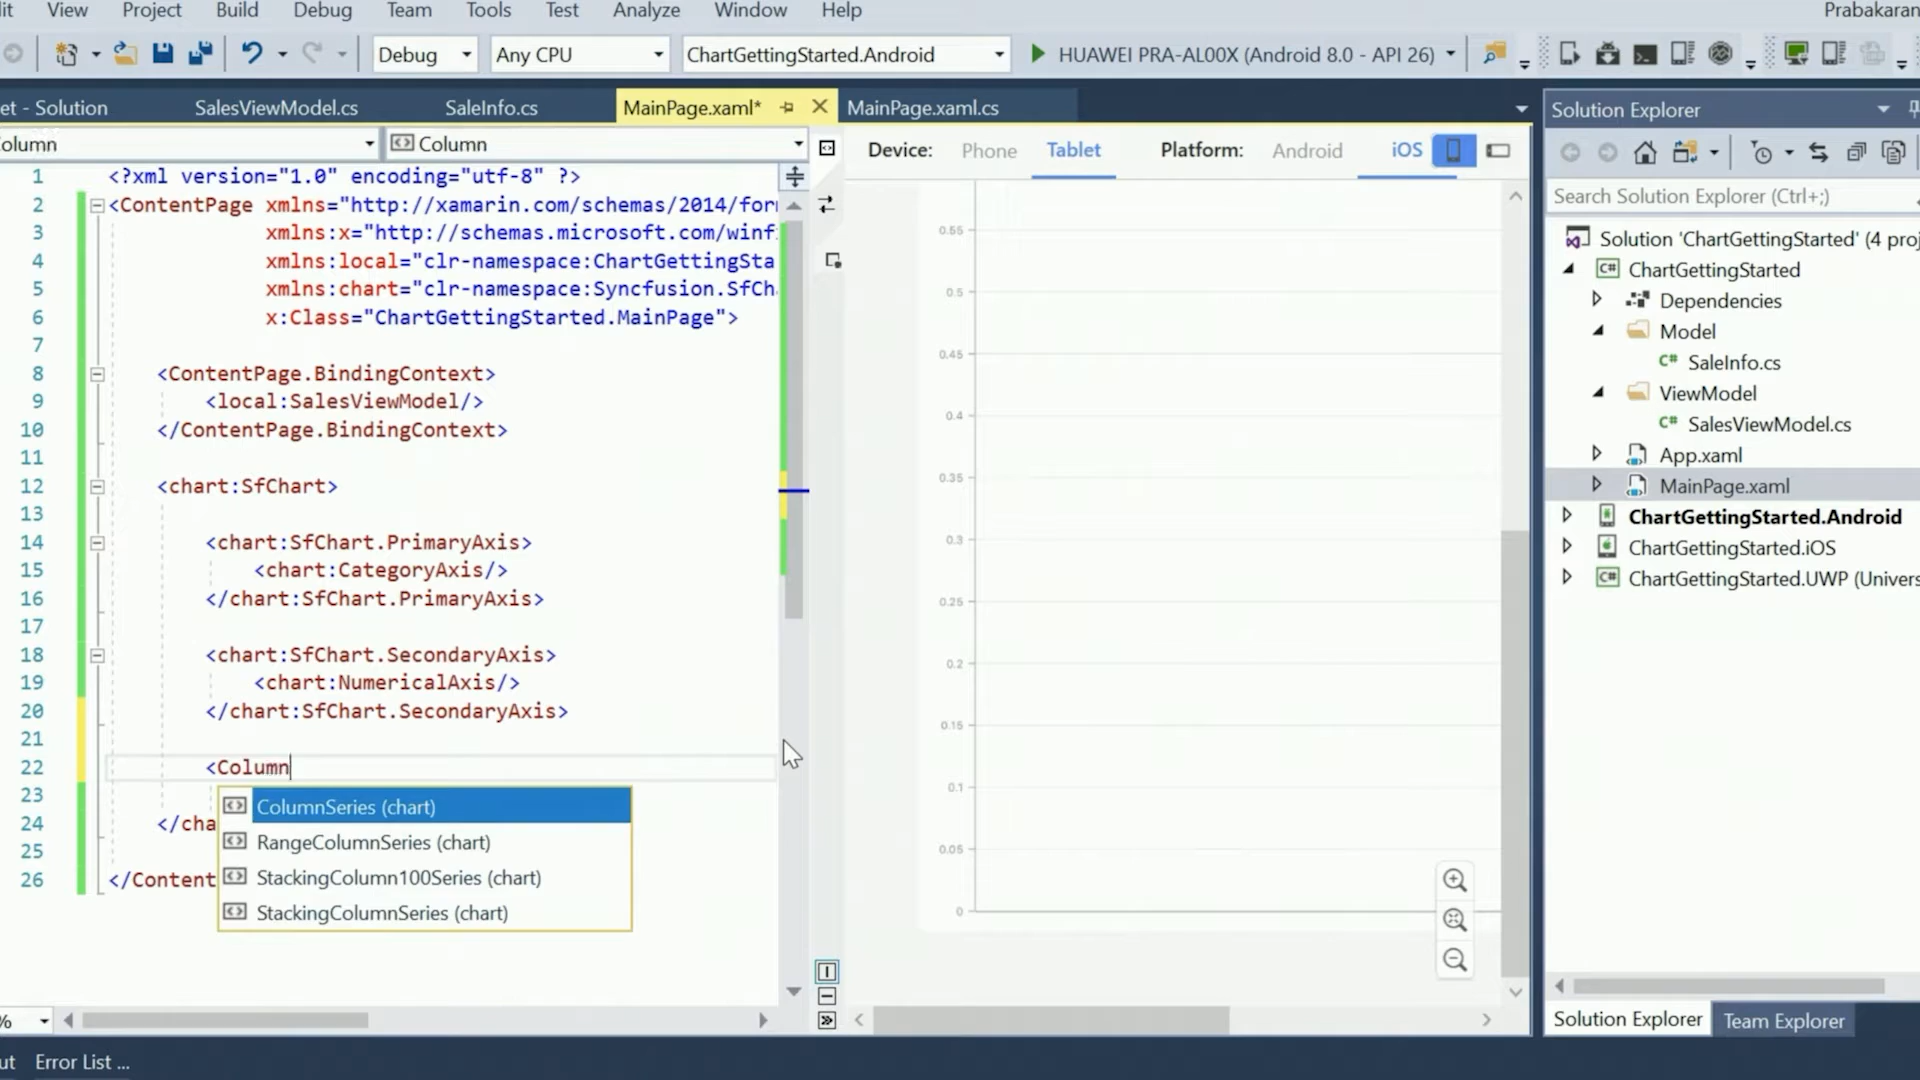 it View Project Build Debug Team Tools Test Analyze Window Help Prabakaran
Debug Any CPU ChartGettingStarted.Android HUAWEI PRA-AL00X (Android 8.0 - API 26)
et - Solution SalesViewModel.cs SaleInfo.cs MainPage.xaml* MainPage.xaml.cs
olumn Column
1 <?xml version="1.0" encoding="utf-8" ?>
2 <ContentPage xmlns="http://xamarin.com/schemas/2014/for
3 xmlns:x="http://schemas.microsoft.com/winf
4 xmlns:local="clr-namespace:ChartGettingSta
5 xmlns:chart="clr-namespace:Syncfusion.SfCh
6 x:Class="ChartGettingStarted.MainPage">
7
8 <ContentPage.BindingContext>
9 <local:SalesViewModel/>
10 </ContentPage.BindingContext>
11
12 <chart:SfChart>
13
14 <chart:SfChart.PrimaryAxis>
15 <chart:CategoryAxis/>
16 </chart:SfChart.PrimaryAxis>
17
18 <chart:SfChart.SecondaryAxis>
19 <chart:NumericalAxis/>
20 </chart:SfChart.SecondaryAxis>
21
22 <Column
23
24 </cha
25
26 </Content
ColumnSeries (chart)
RangeColumnSeries (chart)
StackingColumn100Series (chart)
StackingColumnSeries (chart)
%
Device: Phone Tablet Platform: Android iOS
0.55
0.5
0.45
0.4
0.35
0.3
0.25
0.2
0.15
0.1
0.05
0
Solution Explorer
Search Solution Explorer (Ctrl+;)
Solution 'ChartGettingStarted' (4 proj
C# ChartGettingStarted
Dependencies
Model
C# SaleInfo.cs
ViewModel
C# SalesViewModel.cs
App.xaml
MainPage.xaml
ChartGettingStarted.Android
ChartGettingStarted.iOS
C# ChartGettingStarted.UWP (Univers
Solution Explorer Team Explorer
ut Error List ...